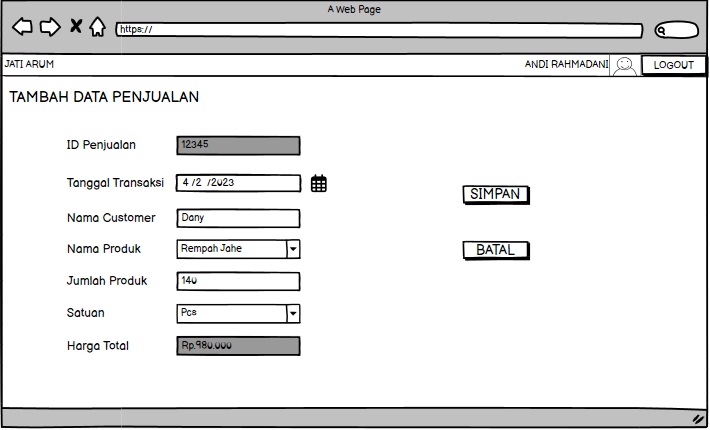 A Web Page
https://
JATI ARUM ANDI RAHMADANI LOGOUT
TAMBAH DATA PENJUALAN
ID Penjualan 12345
Tanggal Transaksi 4 /2 /2023
SIMPAN
Nama Customer Dany
Nama Produk Rempah Jahe
BATAL
Jumlah Produk 140
Satuan Pcs
Harga Total Rp.980.000